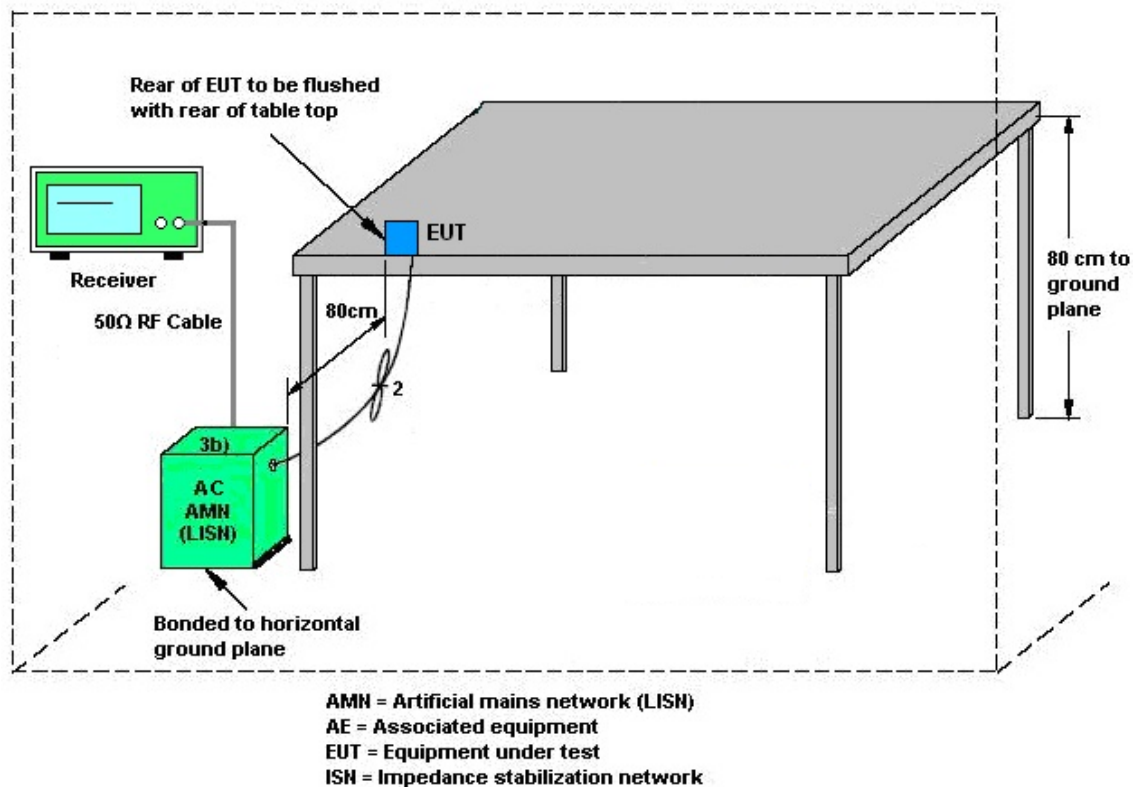 Rear of EUT to be flushed
with rear of table top
EUT
Receiver
50Ω RF Cable
80cm
80 cm to
ground
plane
2
3b)
AC
AMN
(LISN)
Bonded to horizontal
ground plane
AMN = Artificial mains network (LISN)
AE = Associated equipment
EUT = Equipment under test
ISN = Impedance stabilization network